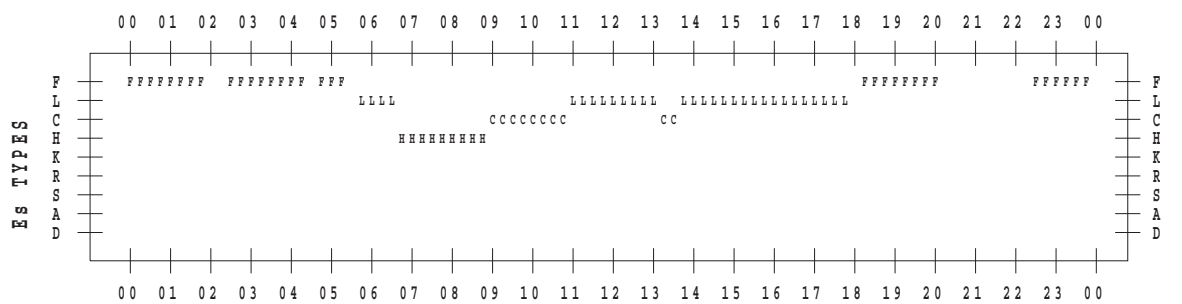 00 01 02 03 04 05 06 07 08 09 10 11 12 13 14 15 16 17 18 19 20 21 22 23 00
F FFFFFFFF FFFFFFFF FFF FFFFFFFF FFFFFF F
L LLLL LLLLLLLLL LLLLLLLLLLLLLLLLL L
C CCCCCCCC CC C
H HHHHHHHHH H
K K
R R
S S
A A
D D
Es TYPES
00 01 02 03 04 05 06 07 08 09 10 11 12 13 14 15 16 17 18 19 20 21 22 23 00